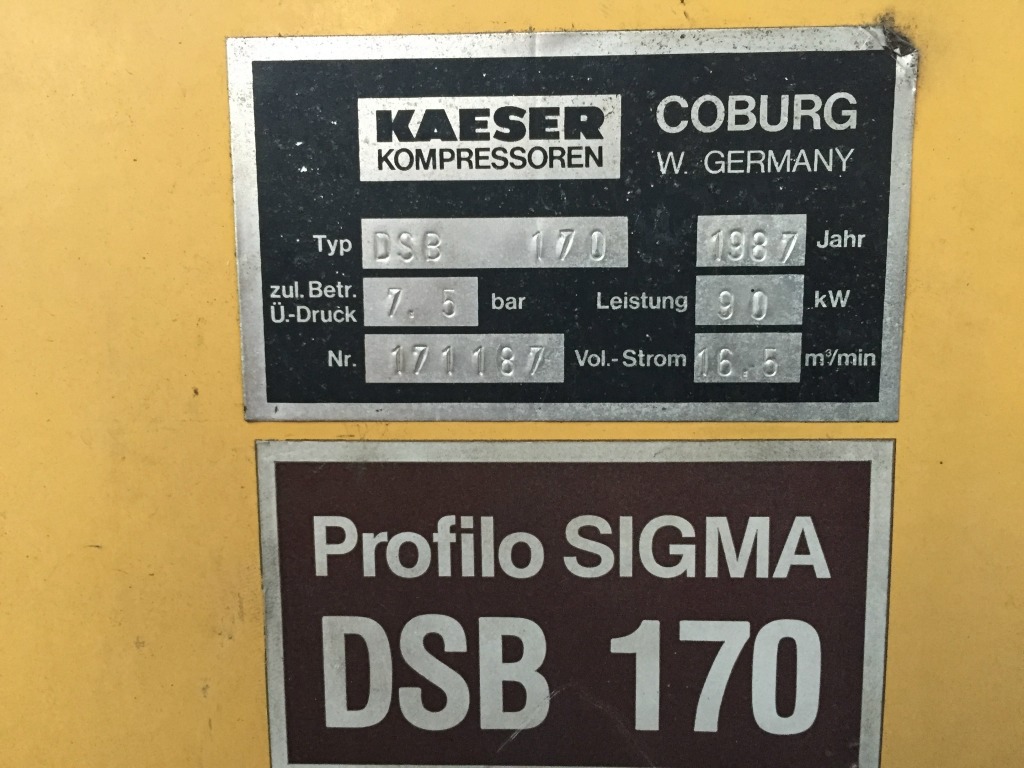 KAESER
KOMPRESSOREN
COBURG
W. GERMANY
Typ DSB 170 1987 Jahr
zul. Betr. Ü.-Druck 7.5 bar Leistung 90 kW
Nr. 171187 Vol.-Strom 16.5 m³/min
Profilo SIGMA
DSB 170